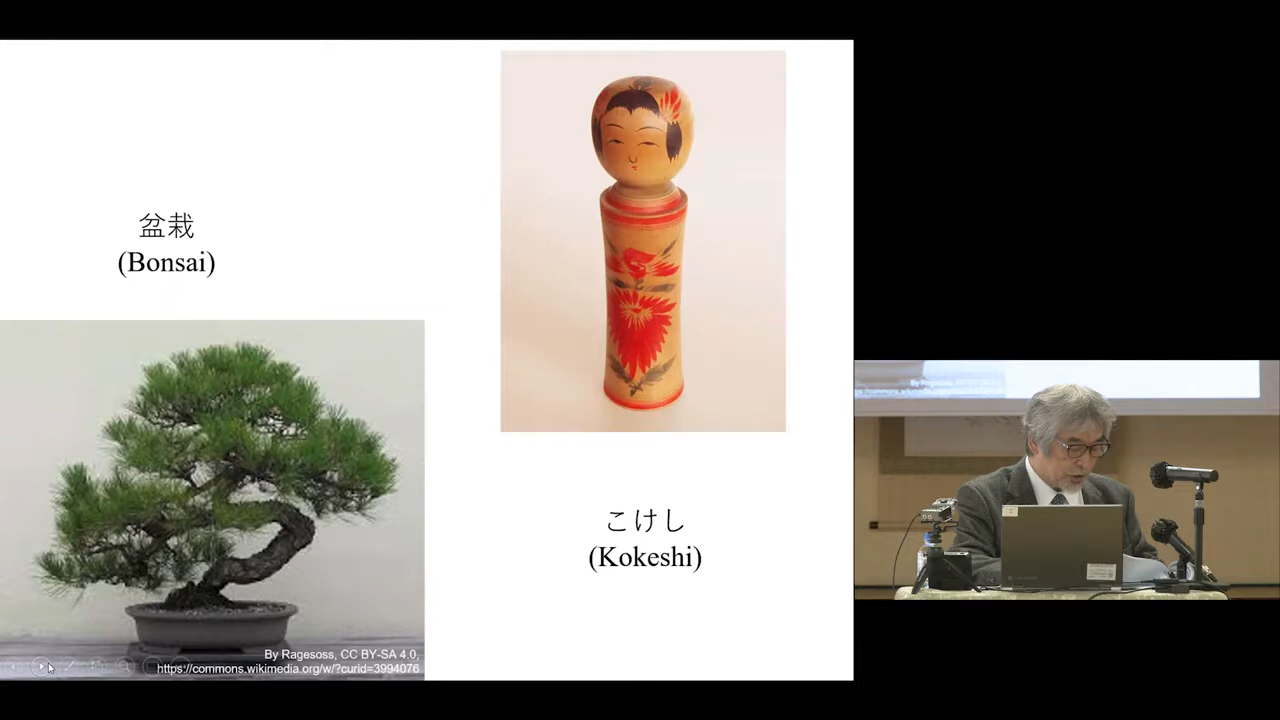 盆栽
(Bonsai)
こけし
(Kokeshi)
By Ragesoss, CC BY-SA 4.0,
https://commons.wikimedia.org/w/?curid=3994076